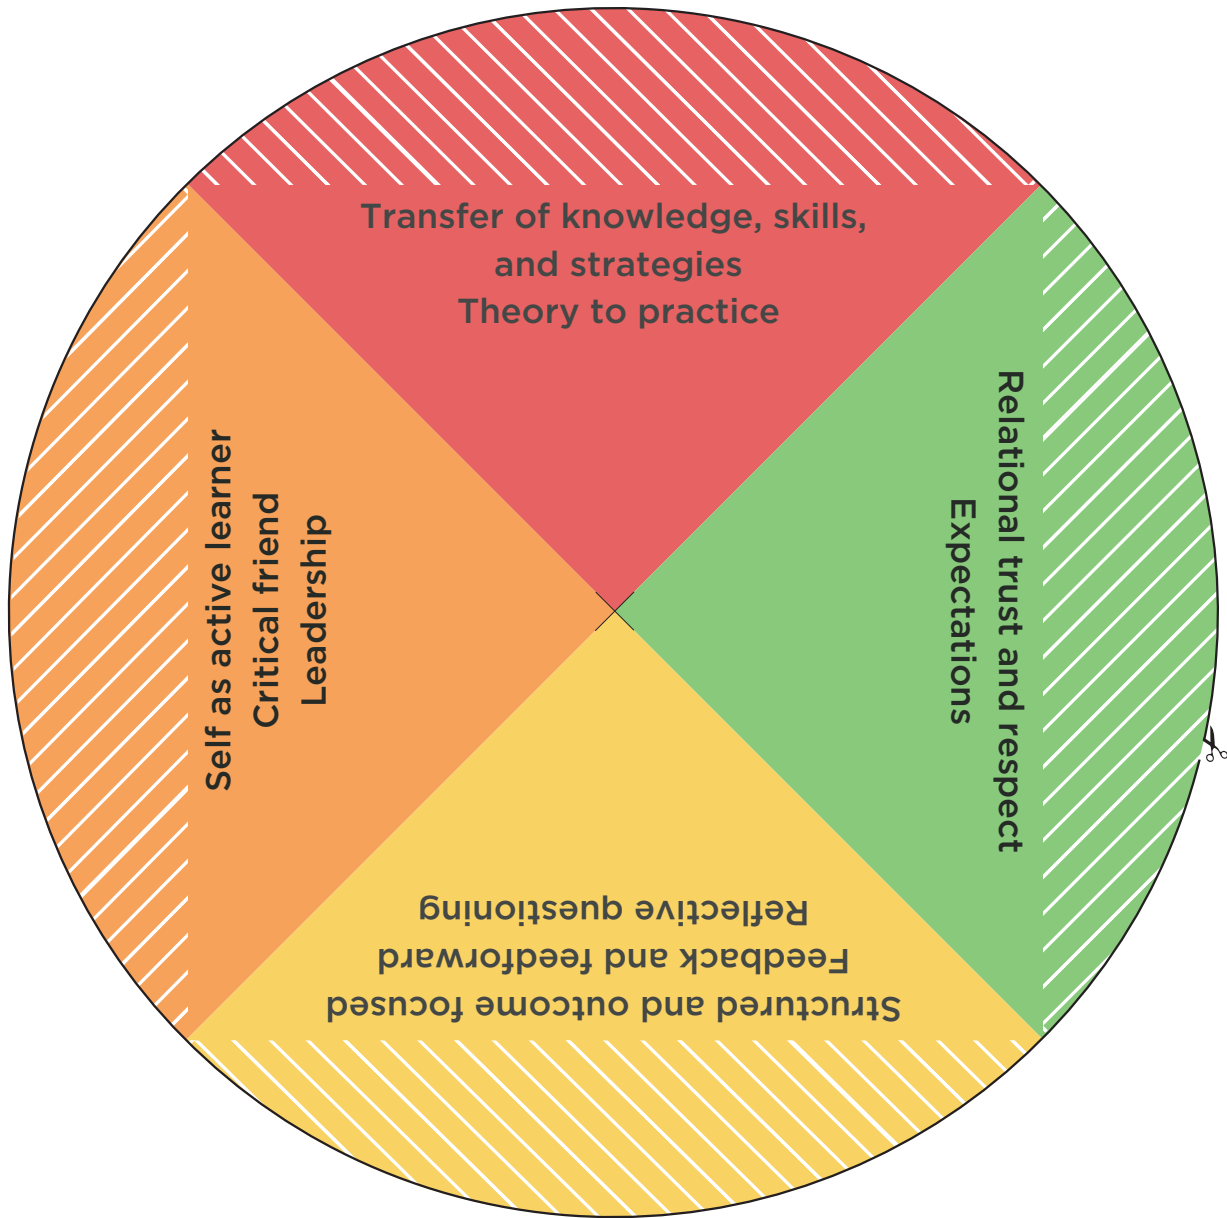 Transfer of knowledge, skills,
and strategies
Theory to practice
Relational trust and respect
Expectations
Structured and outcome focused
Feedback and feedforward
Reflective questioning
Self as active learner
Critical friend
Leadership